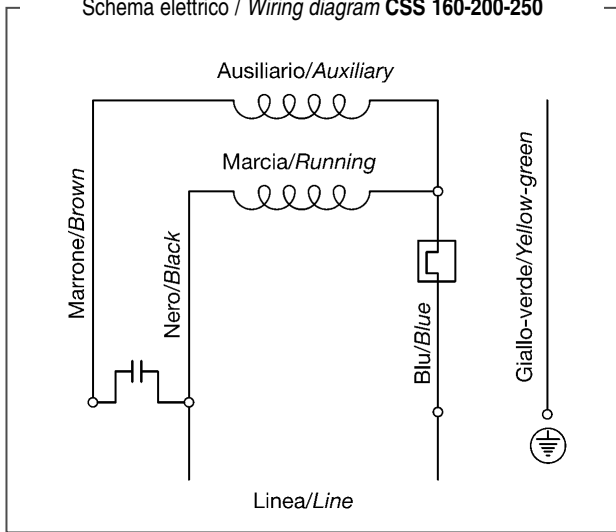 Schema elettrico / Wiring diagram CSS 160-200-250
Ausiliario/Auxiliary
Marcia/Running
Marrone/Brown
Nero/Black
Blu/Blue
Giallo-verde/Yellow-green
Linea/Line